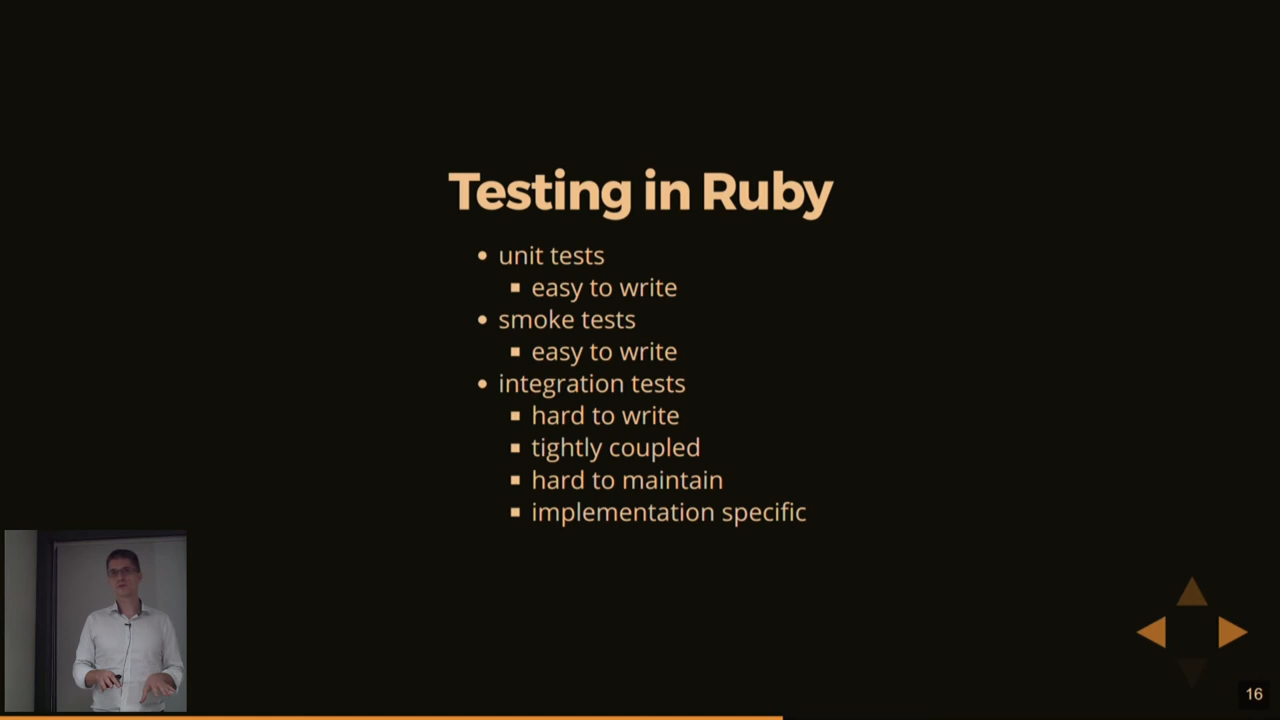 Testing in Ruby
unit tests
easy to write
smoke tests
easy to write
integration tests
hard to write
tightly coupled
hard to maintain
implementation specific
16